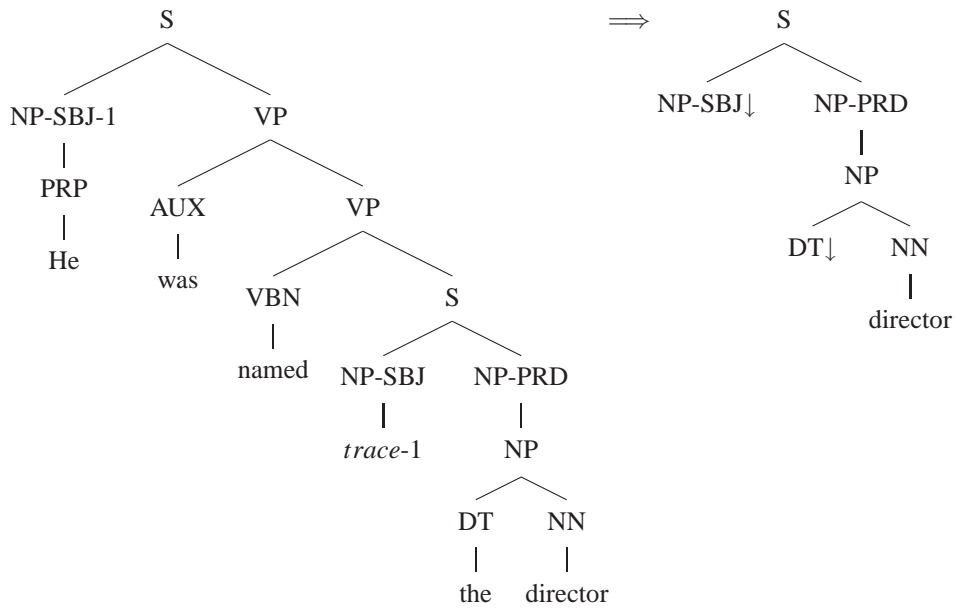 S ⟹ S
NP-SBJ-1 VP NP-SBJ↓ NP-PRD
PRP AUX VP NP
He was VBN S DT↓ NN
named NP-SBJ NP-PRD director
trace-1 NP
DT NN
the director